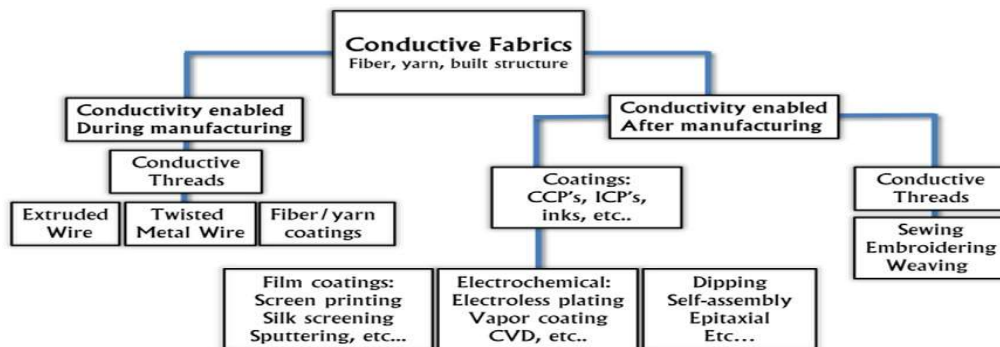 Conductive Fabrics
Fiber, yarn, built structure
Conductivity enabled
During manufacturing
Conductive
Threads
Extruded
Wire
Twisted
Metal Wire
Fiber/yarn
coatings
Conductivity enabled
After manufacturing
Coatings:
CCP's, ICP's,
inks, etc..
Film coatings:
Screen printing
Silk screening
Sputtering, etc...
Electrochemical:
Electroless plating
Vapor coating
CVD, etc..
Dipping
Self-assembly
Epitaxial
Etc...
Conductive
Threads
Sewing
Embroidering
Weaving